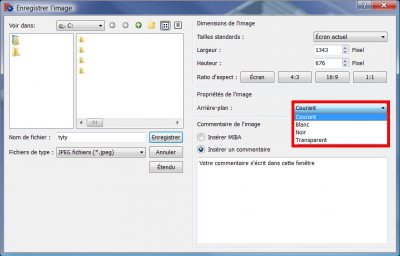 Enregistrer l'image
Voir dans:
C:
Nom de fichier :
tyty
Enregistrer
Fichiers de type :
JPEG fichiers (*.jpeg)
Annuler
Étendu
Dimensions de l'image
Tailles standards :
Écran actuel
Largeur :
1343
Pixel
Hauteur :
676
Pixel
Ratio d'aspect :
Écran
4:3
16:9
1:1
Propriétés de l'image
Arrière-plan :
Courant
Courant
Blanc
Noir
Transparent
Commentaire de l'image
Insérer MIBA
Insérer un commentaire
Votre commentaire s'écrit dans cette fenêtre